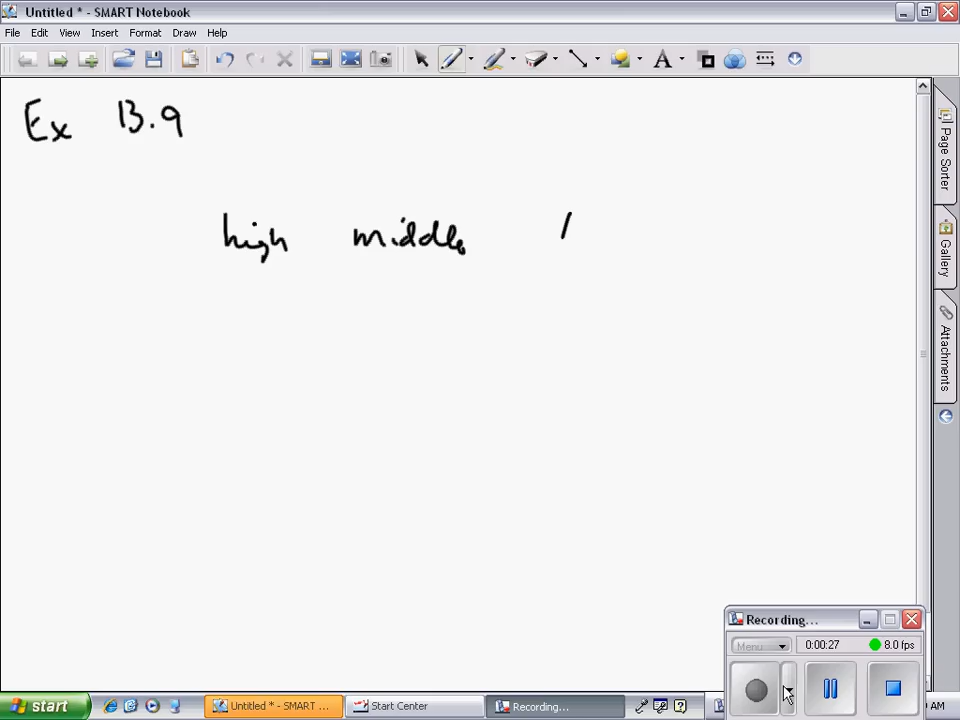 Untitled * - SMART Notebook
File Edit View Insert Format Draw Help
Ex 13.9
high middle
Page Sorter
Gallery
Attachments
Recording...
Menu 0:00:27 8.0 fps
start Untitled * - SMART ... Start Center Recording... 0 AM